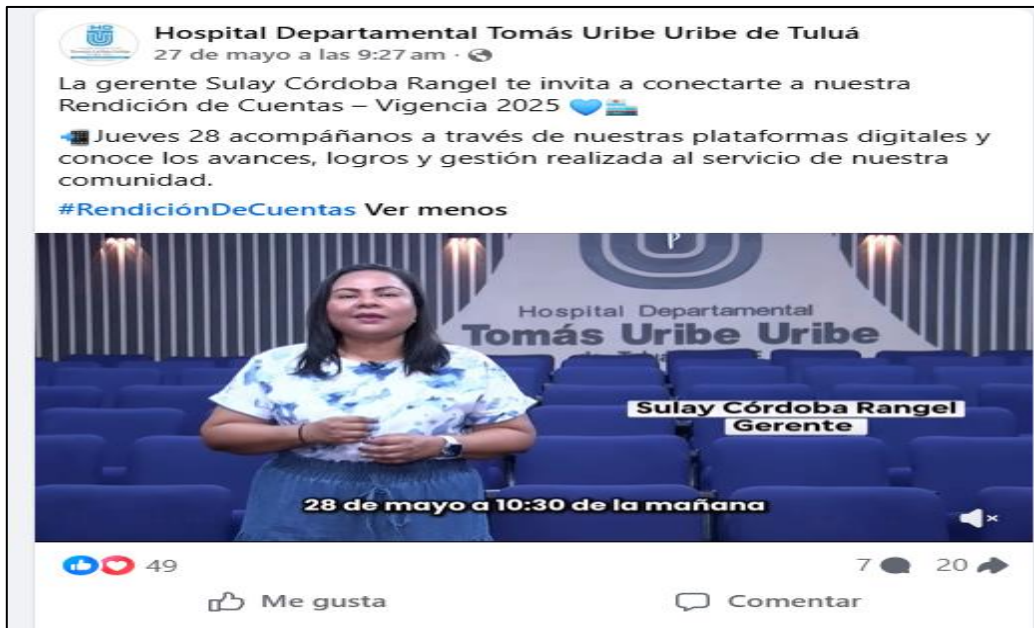 Hospital Departamental Tomás Uribe Uribe de Tuluá
27 de mayo a las 9:27 am ·
La gerente Sulay Córdoba Rangel te invita a conectarte a nuestra
Rendición de Cuentas – Vigencia 2025
Jueves 28 acompáñanos a través de nuestras plataformas digitales y
conoce los avances, logros y gestión realizada al servicio de nuestra
comunidad.
#RendiciónDeCuentas Ver menos
Hospital Departamental
Tomás Uribe Uribe
Sulay Córdoba Rangel
Gerente
28 de mayo a 10:30 de la mañana
49
7 20
Me gusta Comentar